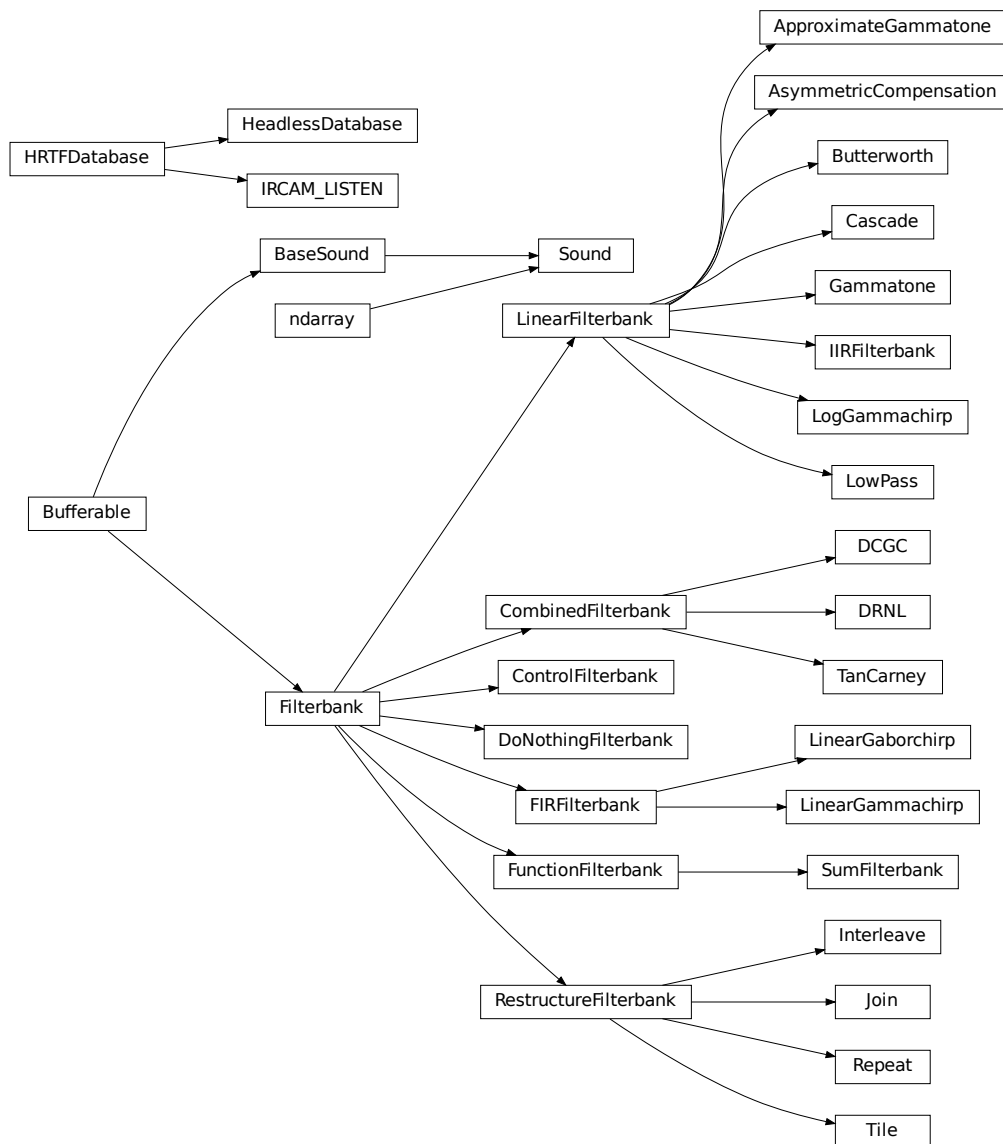 ApproximateGammatone
AsymmetricCompensation
HeadlessDatabase
HRTFDatabase
Butterworth
IRCAM_LISTEN
Cascade
BaseSound
Sound
Gammatone
ndarray
LinearFilterbank
IIRFilterbank
LogGammachirp
LowPass
Bufferable
DCGC
CombinedFilterbank
DRNL
ControlFilterbank
TanCarney
Filterbank
DoNothingFilterbank
LinearGaborchirp
FIRFilterbank
LinearGammachirp
FunctionFilterbank
SumFilterbank
Interleave
RestructureFilterbank
Join
Repeat
Tile